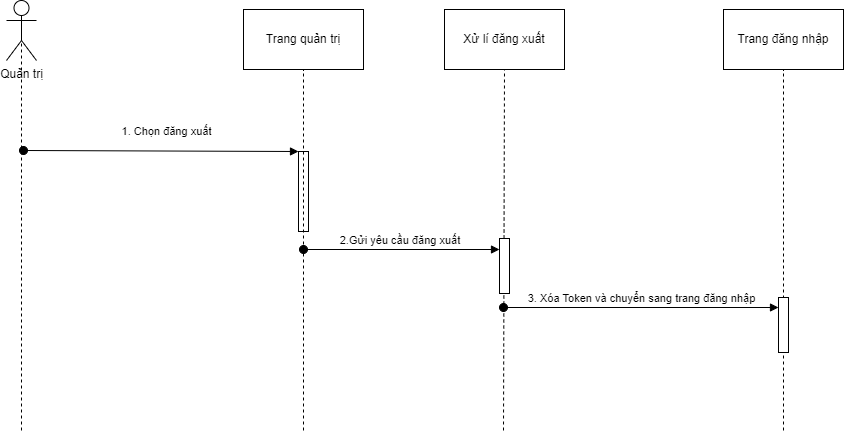 Trang quản trị
Xử lí đăng xuất
Trang đăng nhập
Quản trị
1. Chọn đăng xuất
2.Gửi yêu cầu đăng xuất
3. Xóa Token và chuyển sang trang đăng nhập